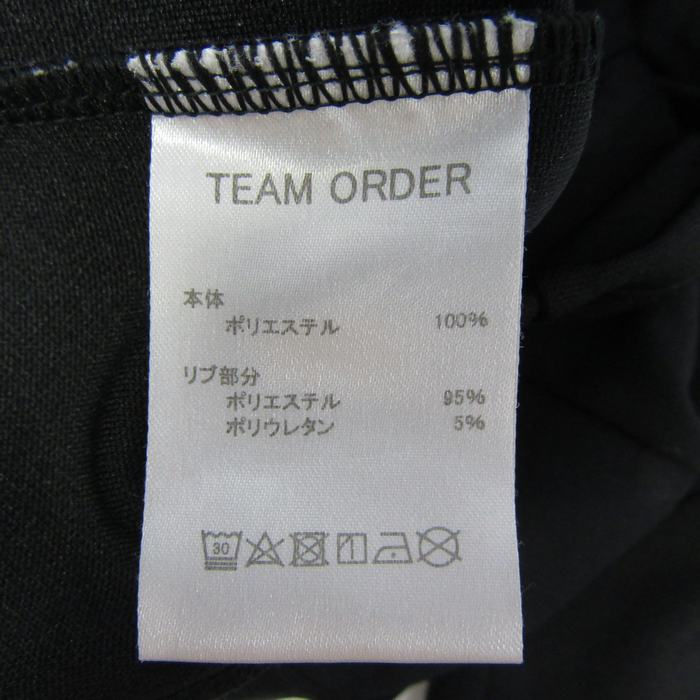 TEAM ORDER
本体
ポリエステル 100%
リブ部分
ポリエステル 95%
ポリウレタン 5%
30